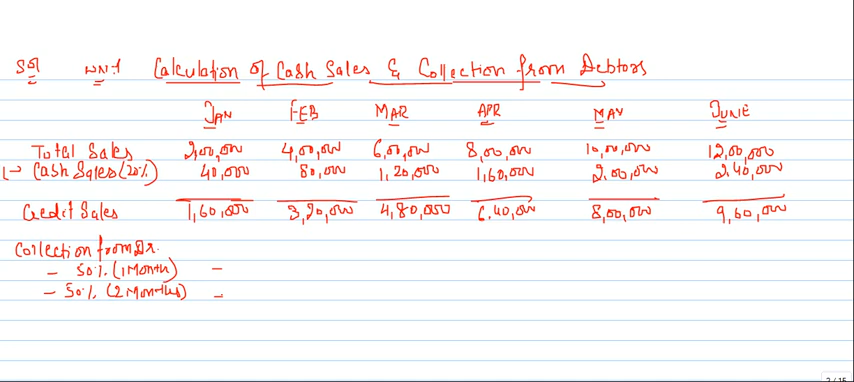 Sol WN:1 Calculation of Cash Sales & Collection from Debtors
JAN FEB MAR APR MAY JUNE
Total Sales 2,00,000 4,00,000 6,00,000 8,00,000 10,00,000 12,00,000
(-) Cash Sales (20%) 40,000 80,000 1,20,000 1,60,000 2,00,000 2,40,000
Credit Sales 1,60,000 3,20,000 4,80,000 6,40,000 8,00,000 9,60,000
Collection from Dr.
- 50% (1 Month) -
- 50% (2 Months) -
2 / 15